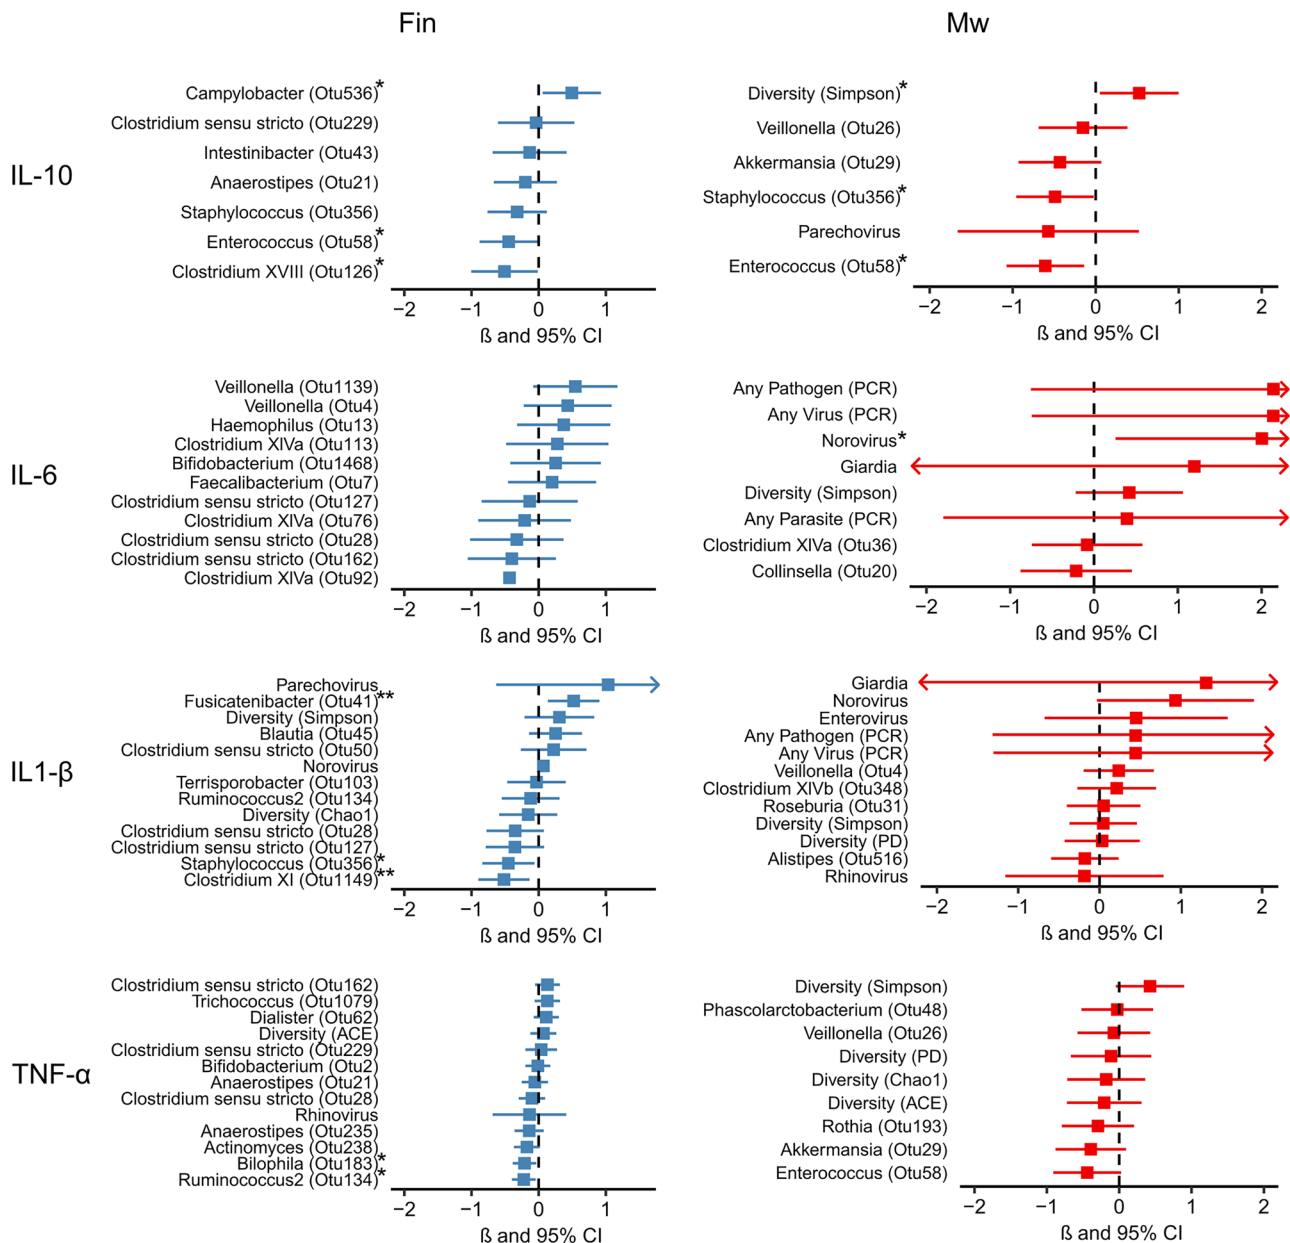 Fin
Mw
IL-10
Campylobacter (Otu536)*
Clostridium sensu stricto (Otu229)
Intestinibacter (Otu43)
Anaerostipes (Otu21)
Staphylococcus (Otu356)
Enterococcus (Otu58)*
Clostridium XVIII (Otu126)*
−2 −1 0 1
ß and 95% CI
Diversity (Simpson)*
Veillonella (Otu26)
Akkermansia (Otu29)
Staphylococcus (Otu356)*
Parechovirus
Enterococcus (Otu58)*
−2 −1 0 1 2
ß and 95% CI
IL-6
Veillonella (Otu1139)
Veillonella (Otu4)
Haemophilus (Otu13)
Clostridium XIVa (Otu113)
Bifidobacterium (Otu1468)
Faecalibacterium (Otu7)
Clostridium sensu stricto (Otu127)
Clostridium XIVa (Otu76)
Clostridium sensu stricto (Otu28)
Clostridium sensu stricto (Otu162)
Clostridium XIVa (Otu92)
−2 −1 0 1
ß and 95% CI
Any Pathogen (PCR)
Any Virus (PCR)
Norovirus*
Giardia
Diversity (Simpson)
Any Parasite (PCR)
Clostridium XIVa (Otu36)
Collinsella (Otu20)
−2 −1 0 1 2
ß and 95% CI
IL1-β
Parechovirus
Fusicatenibacter (Otu41)**
Diversity (Simpson)
Blautia (Otu45)
Clostridium sensu stricto (Otu50)
Norovirus
Terrisporobacter (Otu103)
Ruminococcus2 (Otu134)
Diversity (Chao1)
Clostridium sensu stricto (Otu28)
Clostridium sensu stricto (Otu127)
Staphylococcus (Otu356)*
Clostridium XI (Otu1149)**
−2 −1 0 1
ß and 95% CI
Giardia
Norovirus
Enterovirus
Any Pathogen (PCR)
Any Virus (PCR)
Veillonella (Otu4)
Clostridium XIVb (Otu348)
Roseburia (Otu31)
Diversity (Simpson)
Diversity (PD)
Alistipes (Otu516)
Rhinovirus
−2 −1 0 1 2
ß and 95% CI
TNF-α
Clostridium sensu stricto (Otu162)
Trichococcus (Otu1079)
Dialister (Otu62)
Diversity (ACE)
Clostridium sensu stricto (Otu229)
Bifidobacterium (Otu2)
Anaerostipes (Otu21)
Clostridium sensu stricto (Otu28)
Rhinovirus
Anaerostipes (Otu235)
Actinomyces (Otu238)
Bilophila (Otu183)*
Ruminococcus2 (Otu134)*
−2 −1 0 1
ß and 95% CI
Diversity (Simpson)
Phascolarctobacterium (Otu48)
Veillonella (Otu26)
Diversity (PD)
Diversity (Chao1)
Diversity (ACE)
Rothia (Otu193)
Akkermansia (Otu29)
Enterococcus (Otu58)
−2 −1 0 1 2
ß and 95% CI